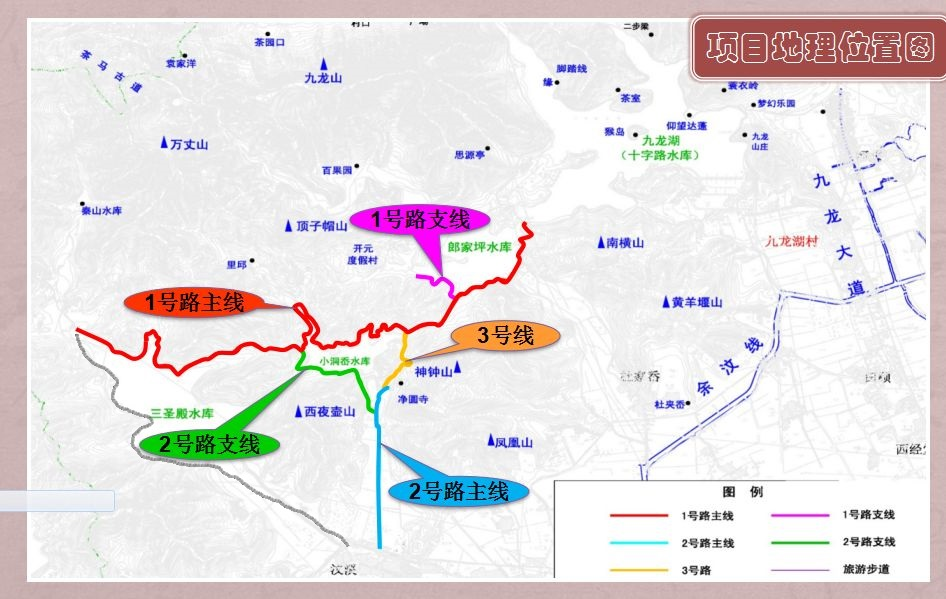 项目地理位置图
二步梁
茶园口
茶马古道
袁家洋
九龙山
脚踏线
缘
茶室
蓑衣岭
梦幻乐园
万丈山
猴岛
仰望达蓬
九龙
山庄
九龙湖
（十字路水库）
思源亭
百果园
九龙大道
秦山水库
顶子帽山
1号路支线
郎家坪水库
南横山
九龙湖村
开元
度假村
里邱
1号路主线
黄羊堰山
3号线
小洞岙水库
神钟山
余汶线
净圆寺
杜夹岙
三圣殿水库
西夜壶山
2号路支线
凤凰山
2号路主线
汶溪
图 例
1号路主线
1号路支线
2号路主线
2号路支线
3号路
旅游步道